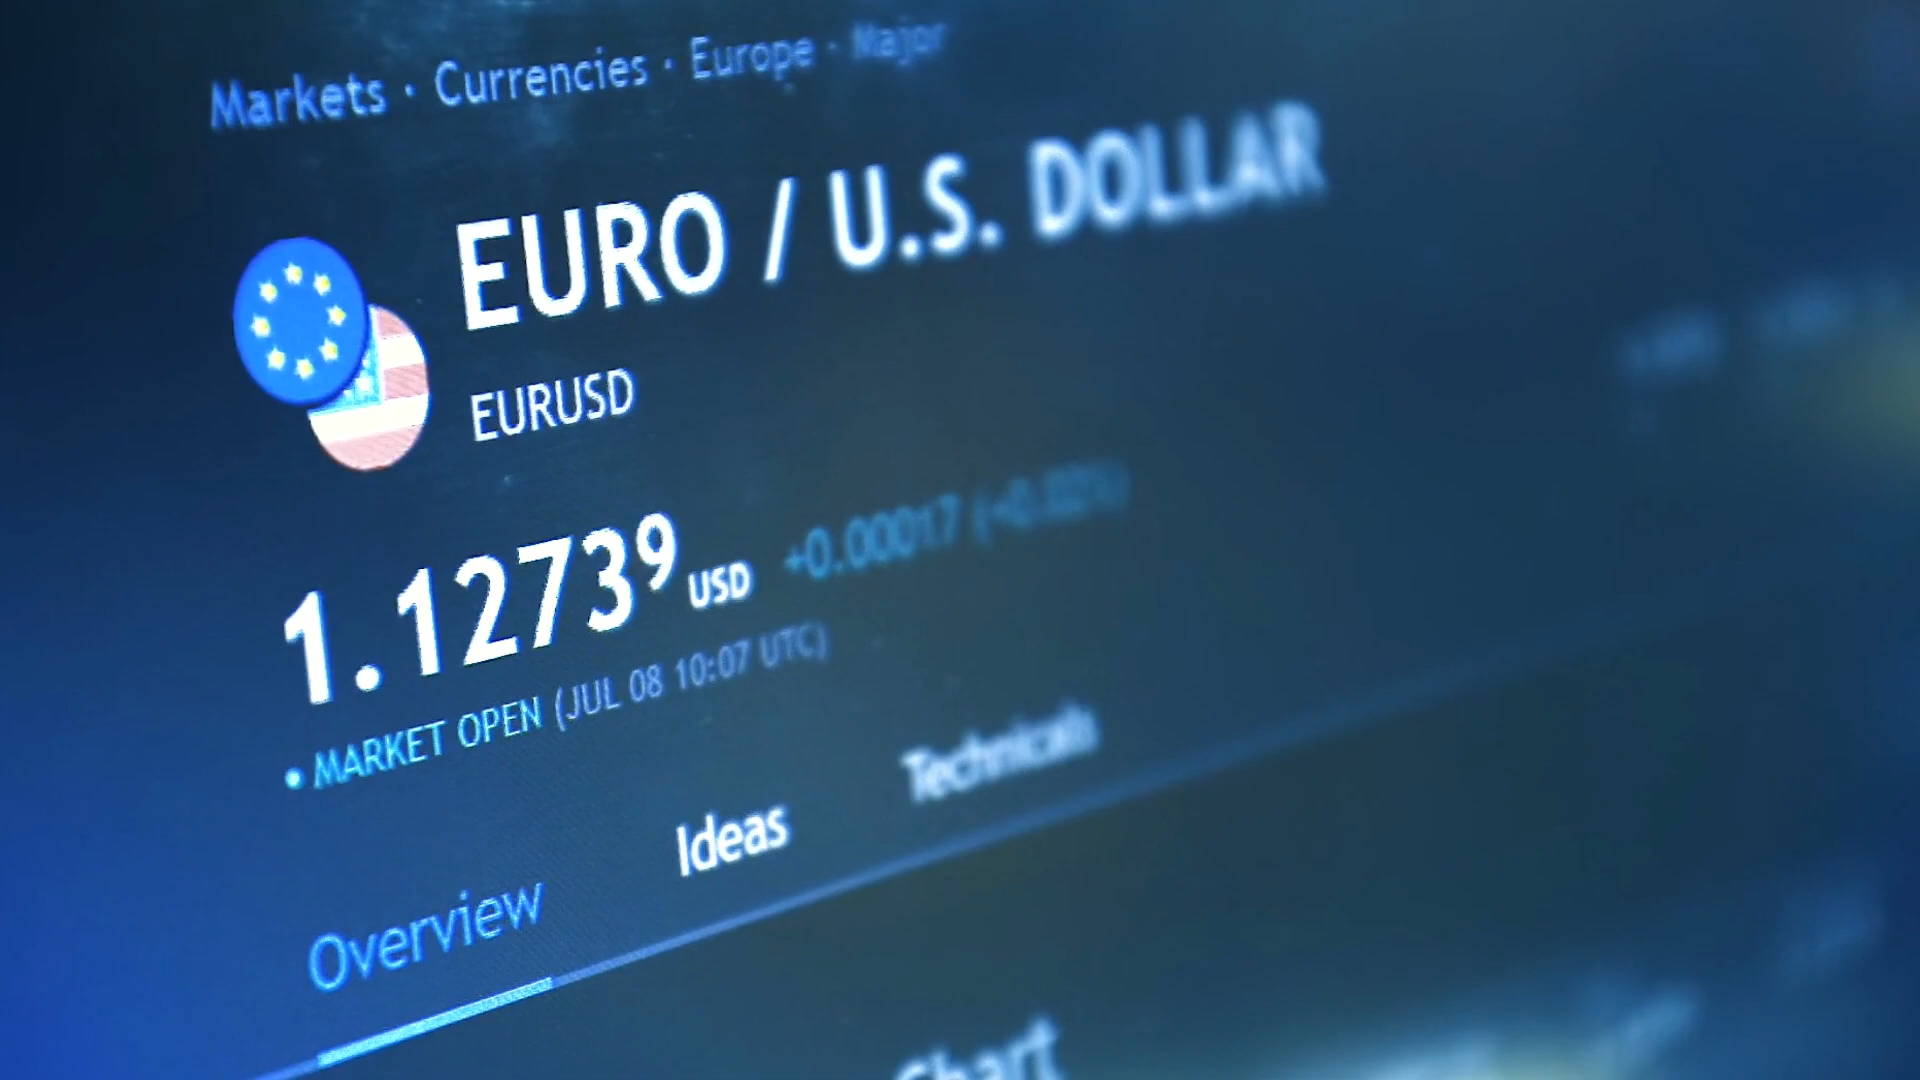 Markets · Currencies · Europe · Major
EURO / U.S. DOLLAR
EURUSD
1.12739 USD +0.00017
• MARKET OPEN (JUL 08 10:07 UTC)
Overview Ideas Technicals
Chart